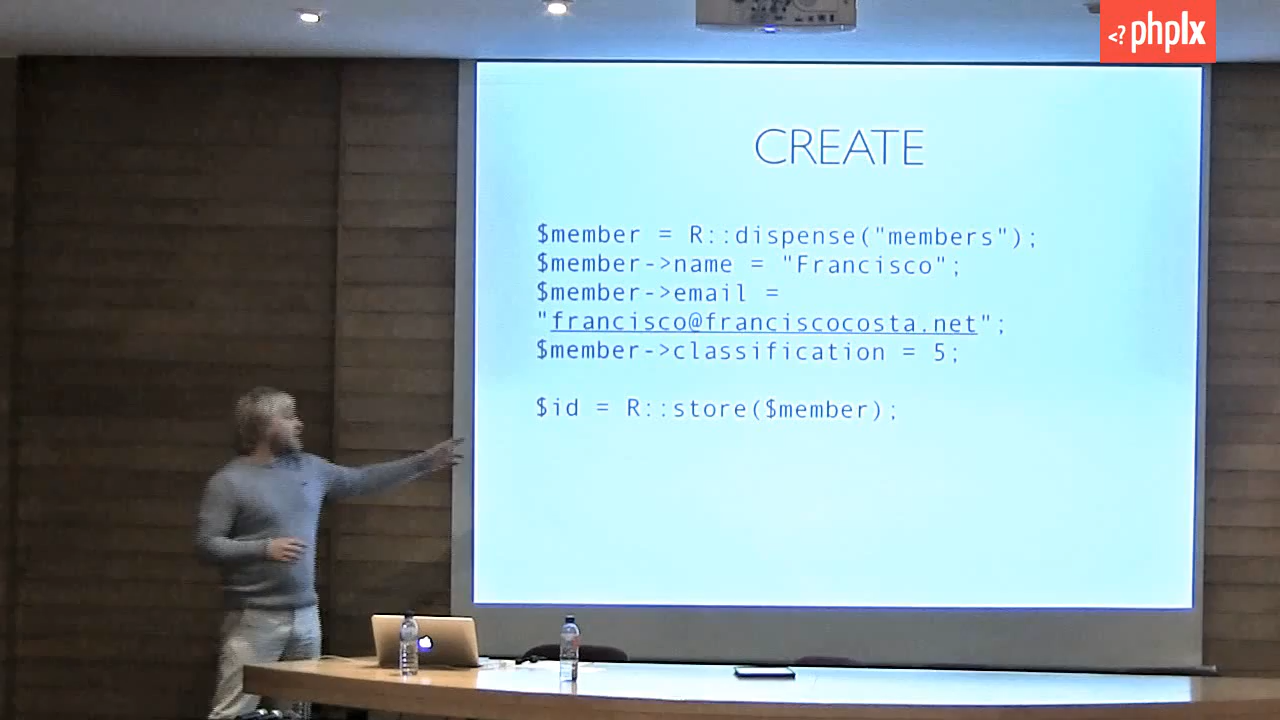 <? phplx
CREATE
$member = R::dispense("members");
$member->name = "Francisco";
$member->email =
"francisco@franciscocosta.net";
$member->classification = 5;
$id = R::store($member);